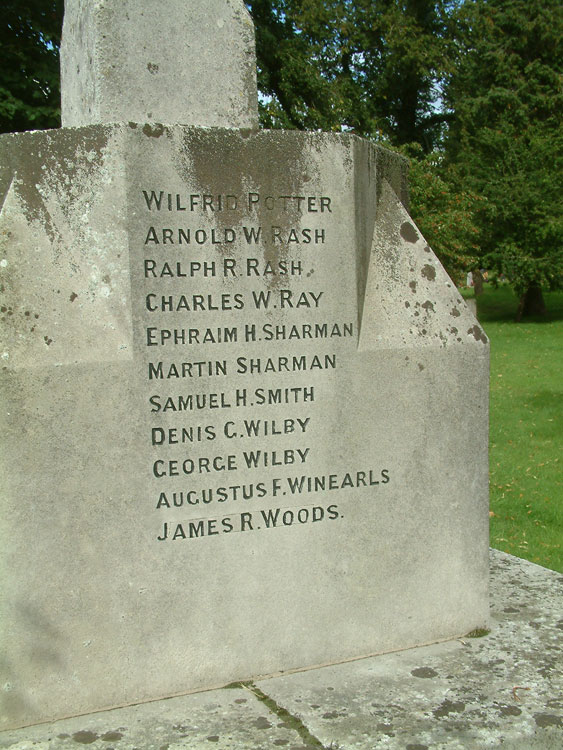 WILFRID POTTER
ARNOLD W. RASH
RALPH R. RASH
CHARLES W. RAY
EPHRAIM H. SHARMAN
MARTIN SHARMAN
SAMUEL H. SMITH
DENIS G. WILBY
GEORGE WILBY
AUGUSTUS F. WINEARLS
JAMES R. WOODS.